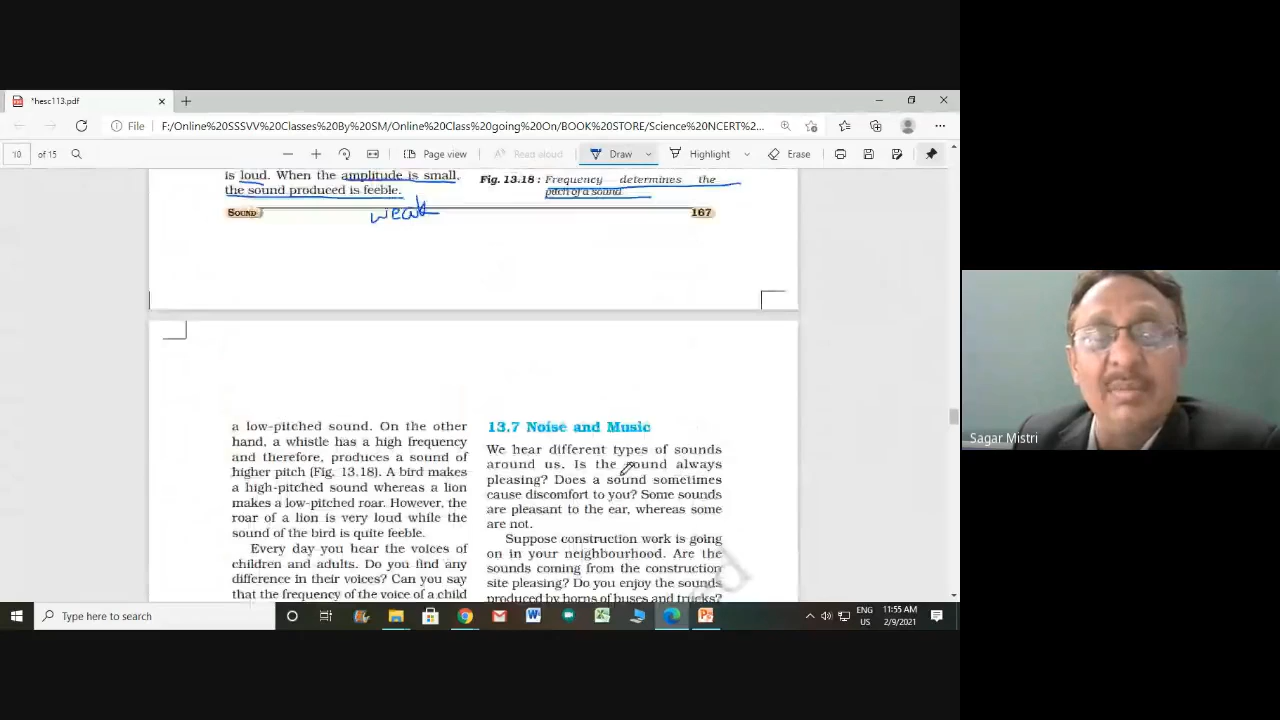 *hesc113.pdf
File
F:/Online%20SSSVV%20Classes%20By%20SM/Online%20Class%20going%20On/BOOK%20STORE/Science%20NCERT%...
10 of 15
Page view
Read aloud
Draw
Highlight
Erase
is loud. When the amplitude is small,
the sound produced is feeble.
Fig. 13.18 : Frequency determines the
pitch of a sound
weak
SOUND
167
a low-pitched sound. On the other
hand, a whistle has a high frequency
and therefore, produces a sound of
higher pitch (Fig. 13.18). A bird makes
a high-pitched sound whereas a lion
makes a low-pitched roar. However, the
roar of a lion is very loud while the
sound of the bird is quite feeble.
Every day you hear the voices of
children and adults. Do you find any
difference in their voices? Can you say
that the frequency of the voice of a child
13.7 Noise and Music
We hear different types of sounds
around us. Is the sound always
pleasing? Does a sound sometimes
cause discomfort to you? Some sounds
are pleasant to the ear, whereas some
are not.
Suppose construction work is going
on in your neighbourhood. Are the
sounds coming from the construction
site pleasing? Do you enjoy the sounds
produced by horns of buses and trucks?
Sagar Mistri
Type here to search
ENG
US
11:55 AM
2/9/2021